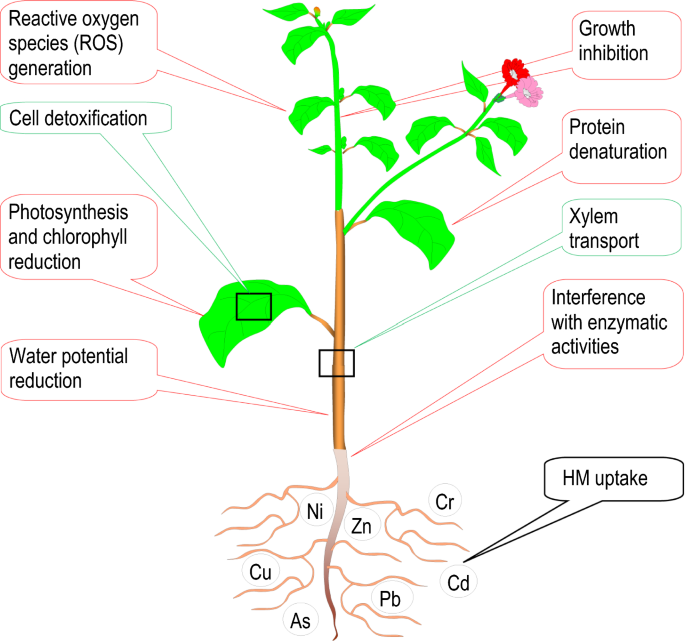 Reactive oxygen
species (ROS)
generation
Growth
inhibition
Cell detoxification
Protein
denaturation
Photosynthesis
and chlorophyll
reduction
Xylem
transport
Interference
with enzymatic
activities
Water potential
reduction
HM uptake
Ni
Zn
Cr
Cu
Cd
Pb
As